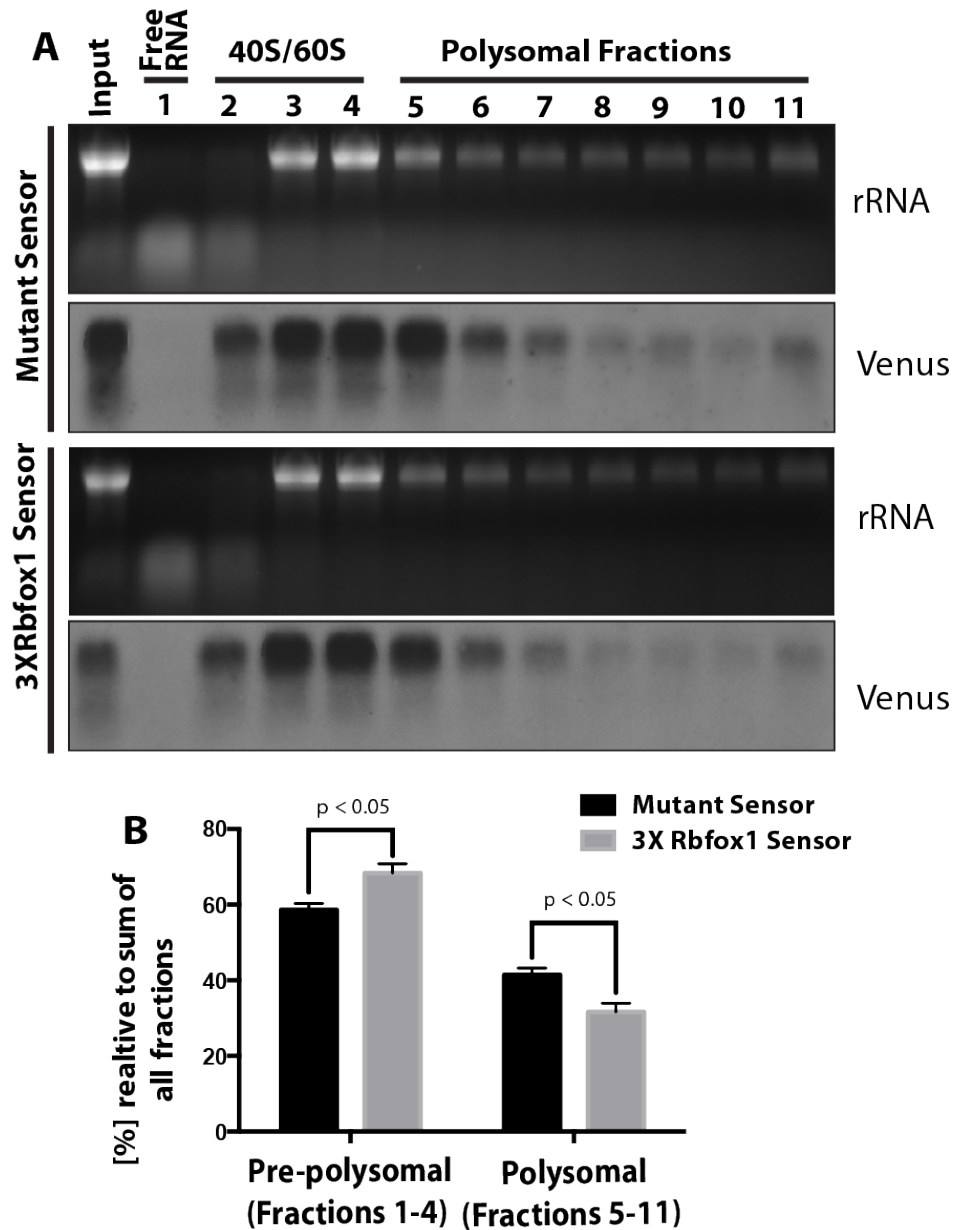 A
Input
Free
RNA
40S/60S
Polysomal Fractions
1 2 3 4 5 6 7 8 9 10 11
Mutant Sensor
rRNA
Venus
3XRbfox1 Sensor
rRNA
Venus
B
Mutant Sensor
3X Rbfox1 Sensor
[%] realtive to sum of
all fractions
80
60
40
20
0
p < 0.05
p < 0.05
Pre-polysomal
(Fractions 1-4)
Polysomal
(Fractions 5-11)